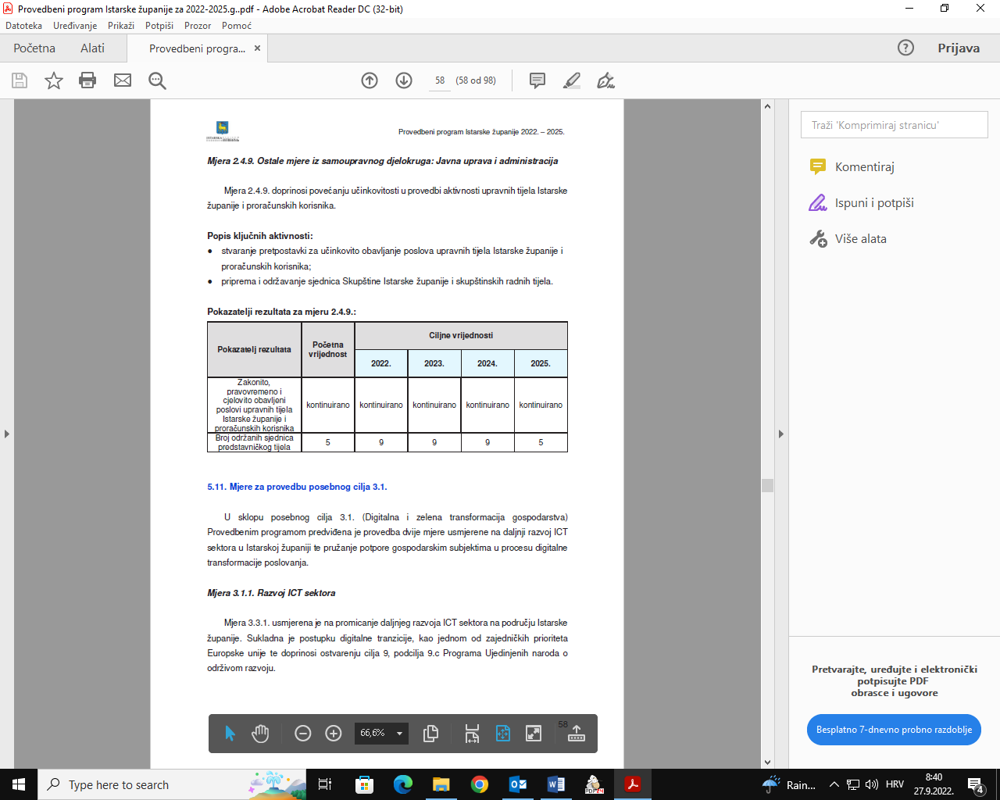 Provedbeni program Istarske županije za 2022-2025.g..pdf - Adobe Acrobat Reader DC (32-bit)
Datoteka Uređivanje Prikaži Potpiši Prozor Pomoć
Početna Alati Provedbeni progra... × Prijava
58 (58 od 98)
Provedbeni program Istarske županije 2022. – 2025.
Mjera 2.4.9. Ostale mjere iz samoupravnog djelokruga: Javna uprava i administracija
Mjera 2.4.9. doprinosi povećanju učinkovitosti u provedbi aktivnosti upravnih tijela Istarske
županije i proračunskih korisnika.
Popis ključnih aktivnosti:
● stvaranje pretpostavki za učinkovito obavljanje poslova upravnih tijela Istarske županije i
proračunskih korisnika;
● priprema i održavanje sjednica Skupštine Istarske županije i skupštinskih radnih tijela.
Pokazatelji rezultata za mjeru 2.4.9.:
Pokazatelj rezultata
Početna
vrijednost
Ciljne vrijednosti
2022. 2023. 2024. 2025.
Zakonito,
pravovremeno i
cjelovito obavljeni
poslovi upravnih tijela
Istarske županije i
proračunskih korisnika
kontinuirano kontinuirano kontinuirano kontinuirano kontinuirano
Broj održanih sjednica
predstavničkog tijela
5 9 9 9 5
5.11. Mjere za provedbu posebnog cilja 3.1.
U sklopu posebnog cilja 3.1. (Digitalna i zelena transformacija gospodarstva)
Provedbenim programom predviđena je provedba dvije mjere usmjerene na daljnji razvoj ICT
sektora u Istarskoj županiji te pružanje potpore gospodarskim subjektima u procesu digitalne
transformacije poslovanja.
Mjera 3.1.1. Razvoj ICT sektora
Mjera 3.3.1. usmjerena je na promicanje daljnjeg razvoja ICT sektora na području Istarske
županije. Sukladna je postupku digitalne tranzicije, kao jednom od zajedničkih prioriteta
Europske unije te doprinosi ostvarenju cilja 9, podcilja 9.c Programa Ujedinjenih naroda o
održivom razvoju.
58
66,6%
Traži 'Komprimiraj stranicu'
Komentiraj
Ispuni i potpiši
Više alata
Pretvarajte, uređujte i elektronički
potpisujte PDF
obrasce i ugovore
Besplatno 7-dnevno probno razdoblje
Type here to search
Rain...
HRV
8:40
27.9.2022.
4